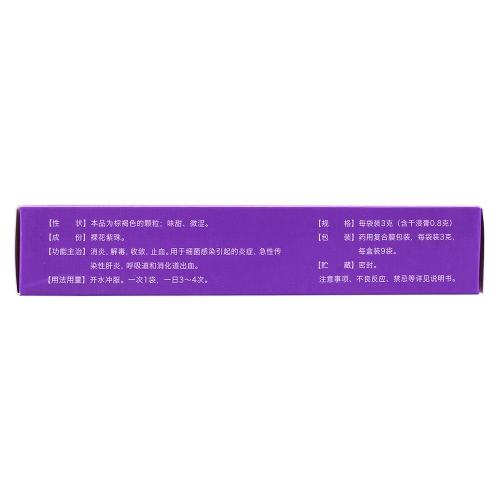 【性　状】本品为棕褐色的颗粒；味甜、微涩。
【成　份】裸花紫珠。
【功能主治】消炎，解毒，收敛，止血。用于细菌感染引起的炎症，急性传
染性肝炎，呼吸道和消化道出血。
【用法用量】开水冲服。一次1袋，一日3～4次。
【规　格】每袋装3克（含干浸膏0.8克）
【包　装】药用复合膜包装，每袋装3克，
每盒装9袋。
【贮　藏】密封。
注意事项、不良反应、禁忌等详见说明书。